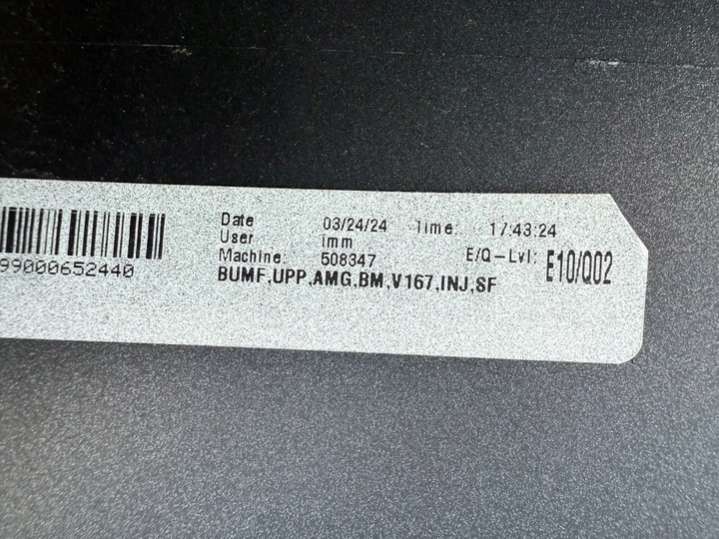 Date 03/24/24 Time: 17:43:24
User imm
Machine: 508347 E/Q-Lvl: E10/Q02
99000652440
BUMF,UPP,AMG,BM,V167,INJ,SF